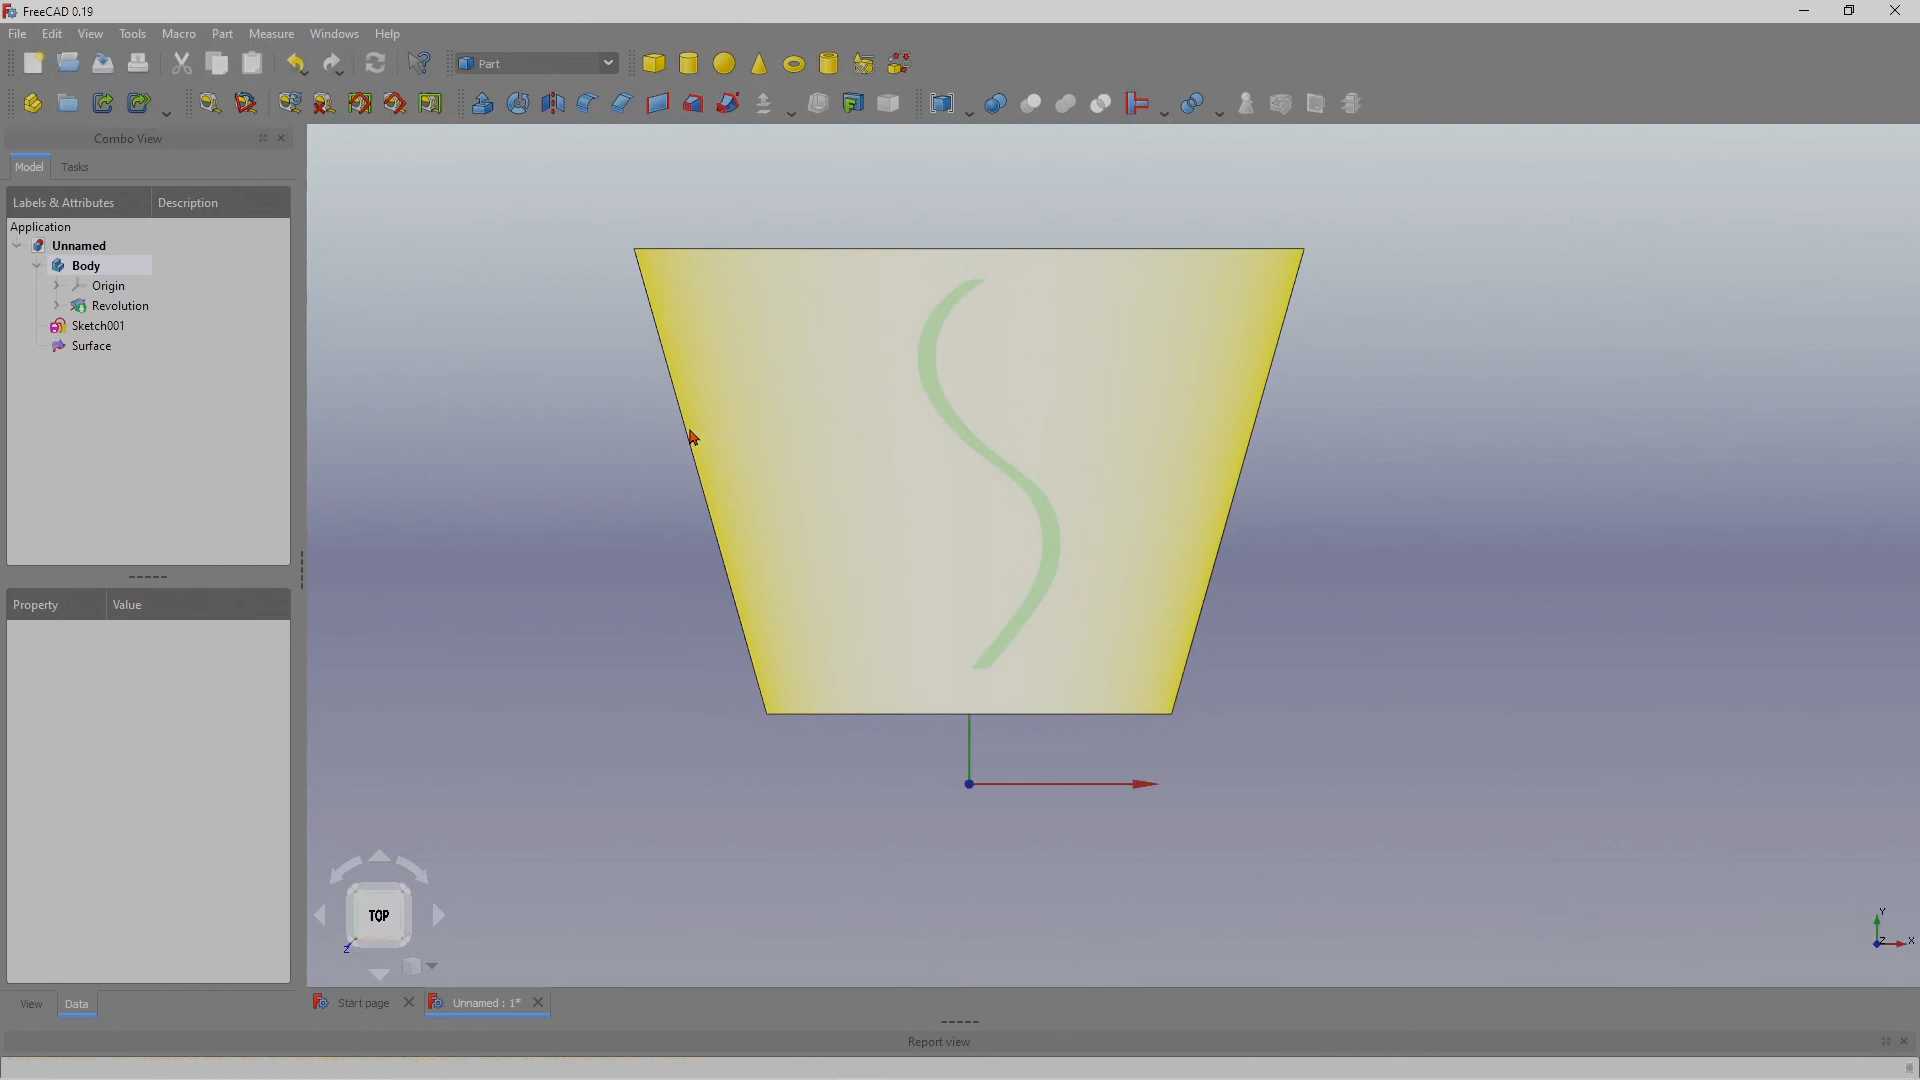 FreeCAD 0.19
File Edit View Tools Macro Part Measure Windows Help
Part
Combo View
Model Tasks
Labels & Attributes Description
Application
Unnamed
Body
Origin
Revolution
Sketch001
Surface
Property Value
TOP
Z
Y
Z X
View Data
Start page Unnamed : 1*
Report view